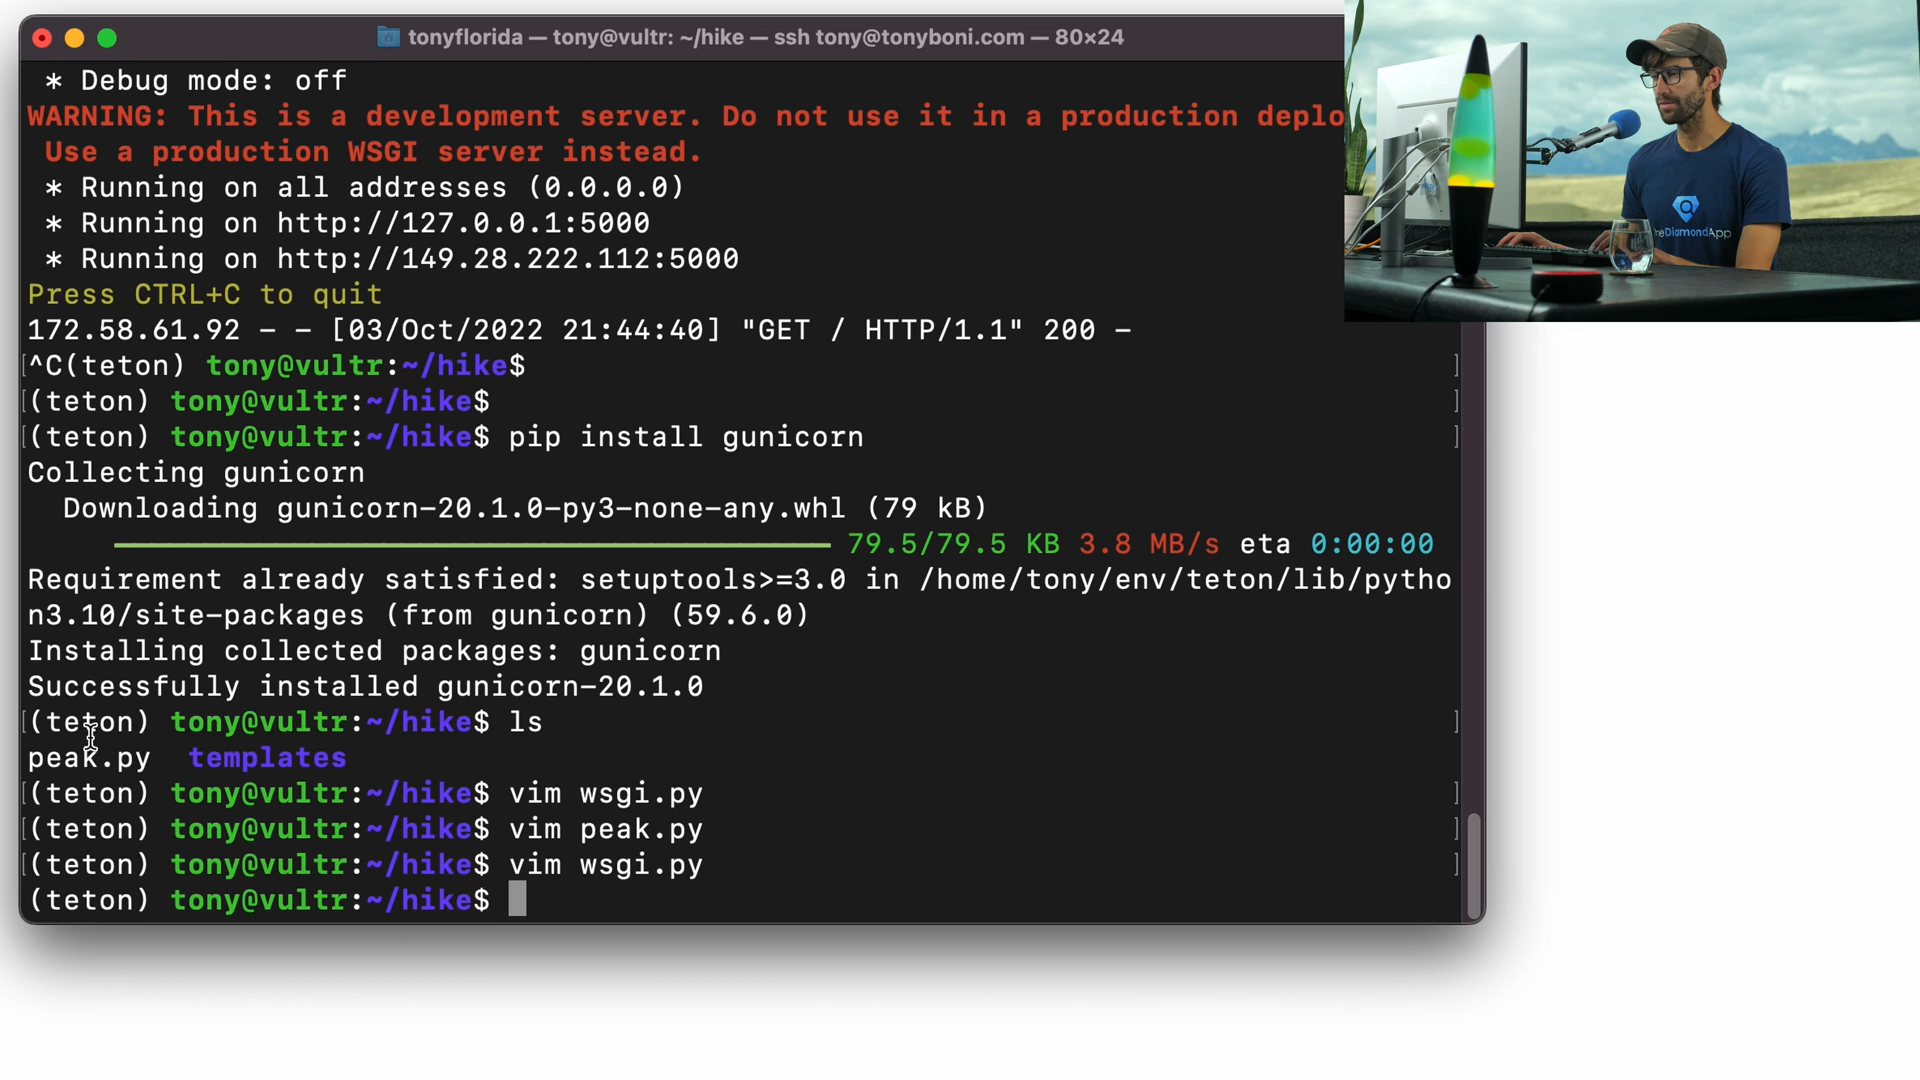 tonyflorida — tony@vultr: ~/hike — ssh tony@tonyboni.com — 80×24
* Debug mode: off
WARNING: This is a development server. Do not use it in a production deplo
Use a production WSGI server instead.
* Running on all addresses (0.0.0.0)
* Running on http://127.0.0.1:5000
* Running on http://149.28.222.112:5000
Press CTRL+C to quit
172.58.61.92 - - [03/Oct/2022 21:44:40] "GET / HTTP/1.1" 200 -
^C(teton) tony@vultr:~/hike$
(teton) tony@vultr:~/hike$
(teton) tony@vultr:~/hike$ pip install gunicorn
Collecting gunicorn
Downloading gunicorn-20.1.0-py3-none-any.whl (79 kB)
79.5/79.5 KB 3.8 MB/s eta 0:00:00
Requirement already satisfied: setuptools>=3.0 in /home/tony/env/teton/lib/pytho
n3.10/site-packages (from gunicorn) (59.6.0)
Installing collected packages: gunicorn
Successfully installed gunicorn-20.1.0
(teton) tony@vultr:~/hike$ ls
peak.py templates
(teton) tony@vultr:~/hike$ vim wsgi.py
(teton) tony@vultr:~/hike$ vim peak.py
(teton) tony@vultr:~/hike$ vim wsgi.py
(teton) tony@vultr:~/hike$
heDiamondApp